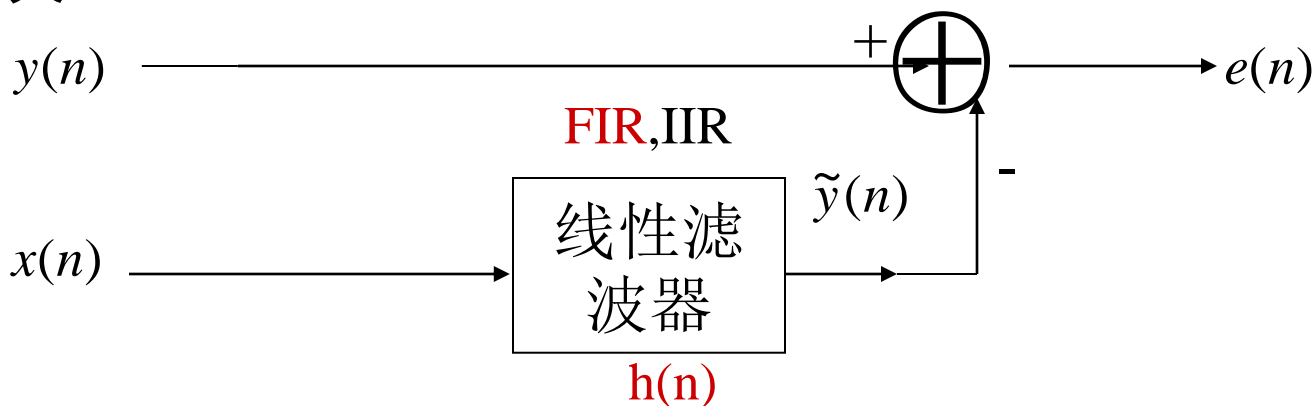 y(n)
+
e(n)
FIR,IIR
-
ỹ(n)
线性滤
波器
x(n)
h(n)